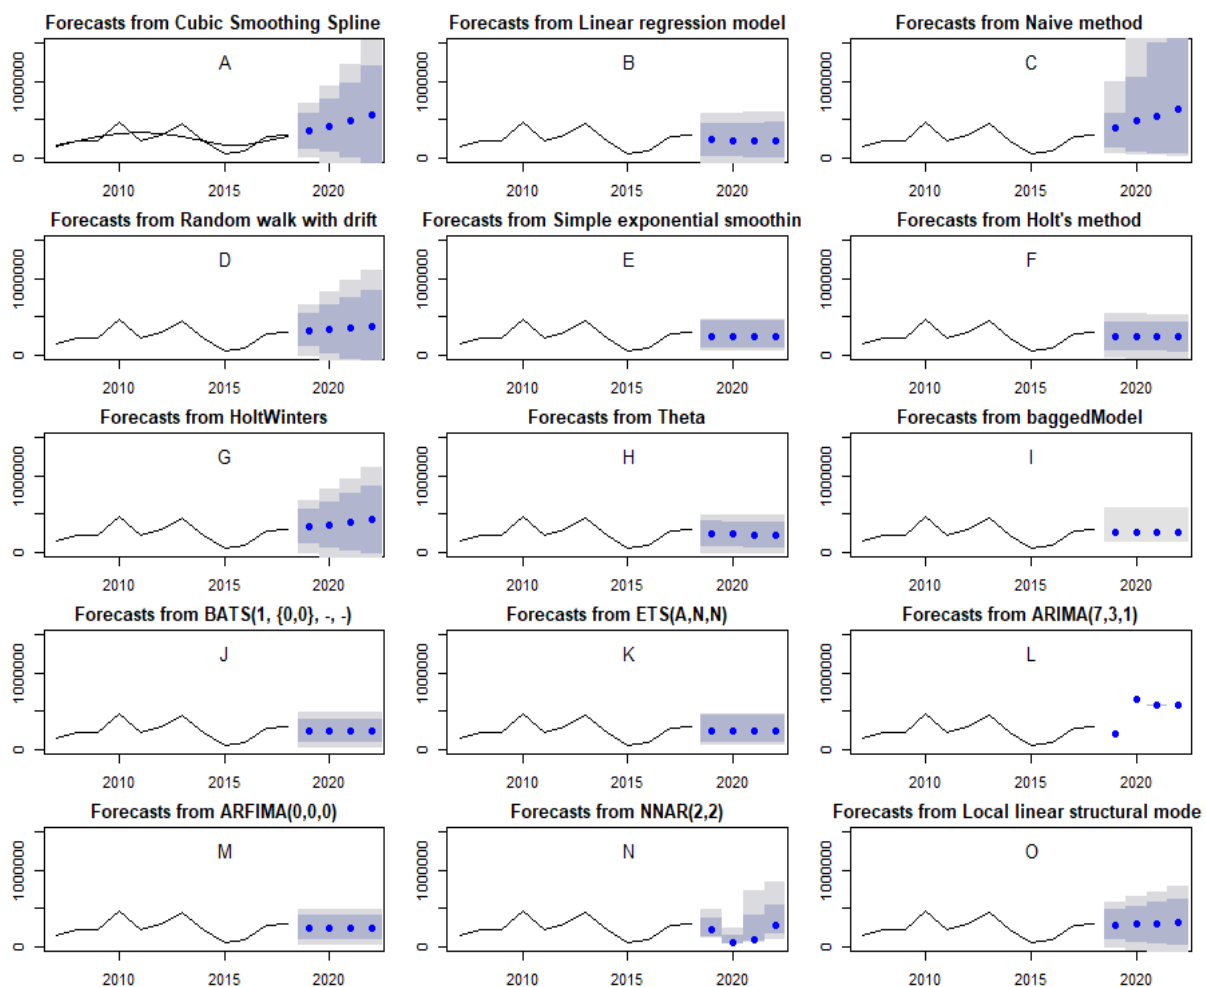 Forecasts from Cubic Smoothing Spline
A
0 1000000
2010 2015 2020
Forecasts from Linear regression model
B
0 1000000
2010 2015 2020
Forecasts from Naive method
C
0 1000000
2010 2015 2020
Forecasts from Random walk with drift
D
0 1000000
2010 2015 2020
Forecasts from Simple exponential smoothin
E
0 1000000
2010 2015 2020
Forecasts from Holt's method
F
0 1000000
2010 2015 2020
Forecasts from HoltWinters
G
0 1000000
2010 2015 2020
Forecasts from Theta
H
0 1000000
2010 2015 2020
Forecasts from baggedModel
I
0 1000000
2010 2015 2020
Forecasts from BATS(1, {0,0}, -, -)
J
0 1000000
2010 2015 2020
Forecasts from ETS(A,N,N)
K
0 1000000
2010 2015 2020
Forecasts from ARIMA(7,3,1)
L
0 1000000
2010 2015 2020
Forecasts from ARFIMA(0,0,0)
M
0 1000000
2010 2015 2020
Forecasts from NNAR(2,2)
N
0 1000000
2010 2015 2020
Forecasts from Local linear structural mode
O
0 1000000
2010 2015 2020